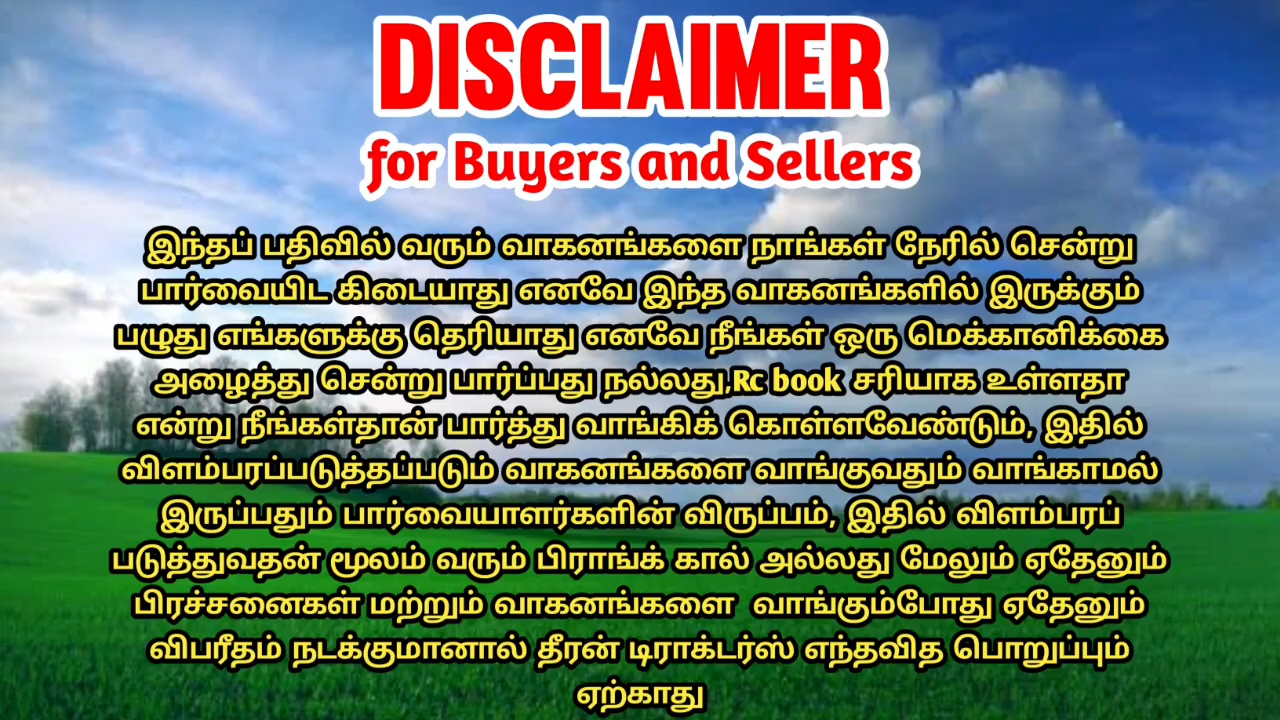 DISCLAIMER
for Buyers and Sellers
இந்தப் பதிவில் வரும் வாகனங்களை நாங்கள் நேரில் சென்று
பார்வையிட கிடையாது எனவே இந்த வாகனங்களில் இருக்கும்
பழுது எங்களுக்கு தெரியாது எனவே நீங்கள் ஒரு மெக்கானிக்கை
அழைத்து சென்று பார்ப்பது நல்லது,Rc book சரியாக உள்ளதா
என்று நீங்கள்தான் பார்த்து வாங்கிக் கொள்ளவேண்டும், இதில்
விளம்பரப்படுத்தப்படும் வாகனங்களை வாங்குவதும் வாங்காமல்
இருப்பதும் பார்வையாளர்களின் விருப்பம், இதில் விளம்பரப்
படுத்துவதன் மூலம் வரும் பிராங்க் கால் அல்லது மேலும் ஏதேனும்
பிரச்சனைகள் மற்றும் வாகனங்களை வாங்கும்போது ஏதேனும்
விபரீதம் நடக்குமானால் தீரன் டிராக்டர்ஸ் எந்தவித பொறுப்பும்
ஏற்காது